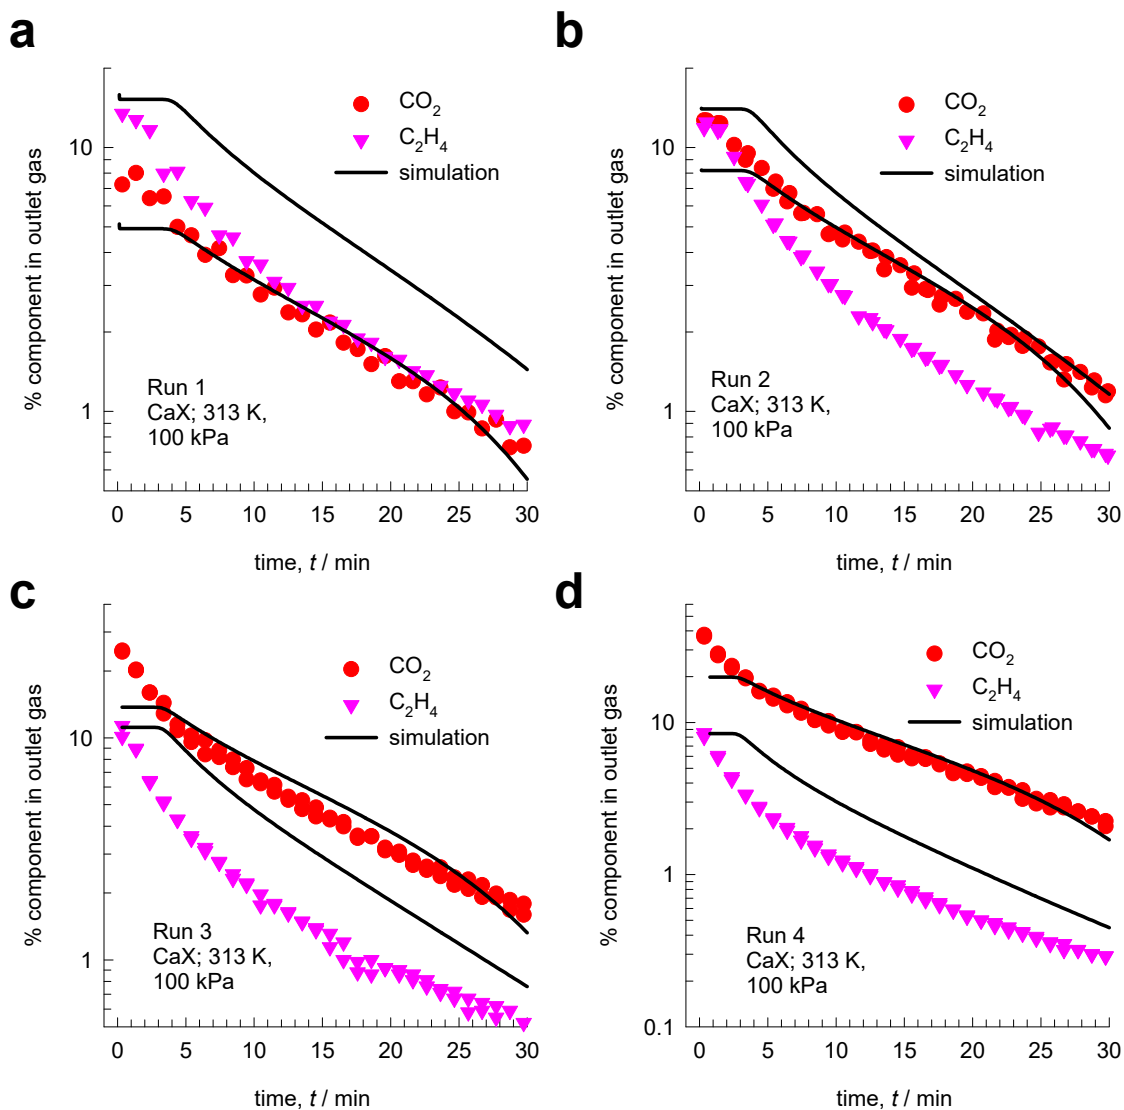 a
% component in outlet gas
10
1
CO2
C2H4
simulation
Run 1
CaX; 313 K,
100 kPa
0 5 10 15 20 25 30
time, t / min
b
% component in outlet gas
10
1
CO2
C2H4
simulation
Run 2
CaX; 313 K,
100 kPa
0 5 10 15 20 25 30
time, t / min
c
% component in outlet gas
10
1
CO2
C2H4
simulation
Run 3
CaX; 313 K,
100 kPa
0 5 10 15 20 25 30
time, t / min
d
% component in outlet gas
10
1
0.1
CO2
C2H4
simulation
Run 4
CaX; 313 K,
100 kPa
0 5 10 15 20 25 30
time, t / min